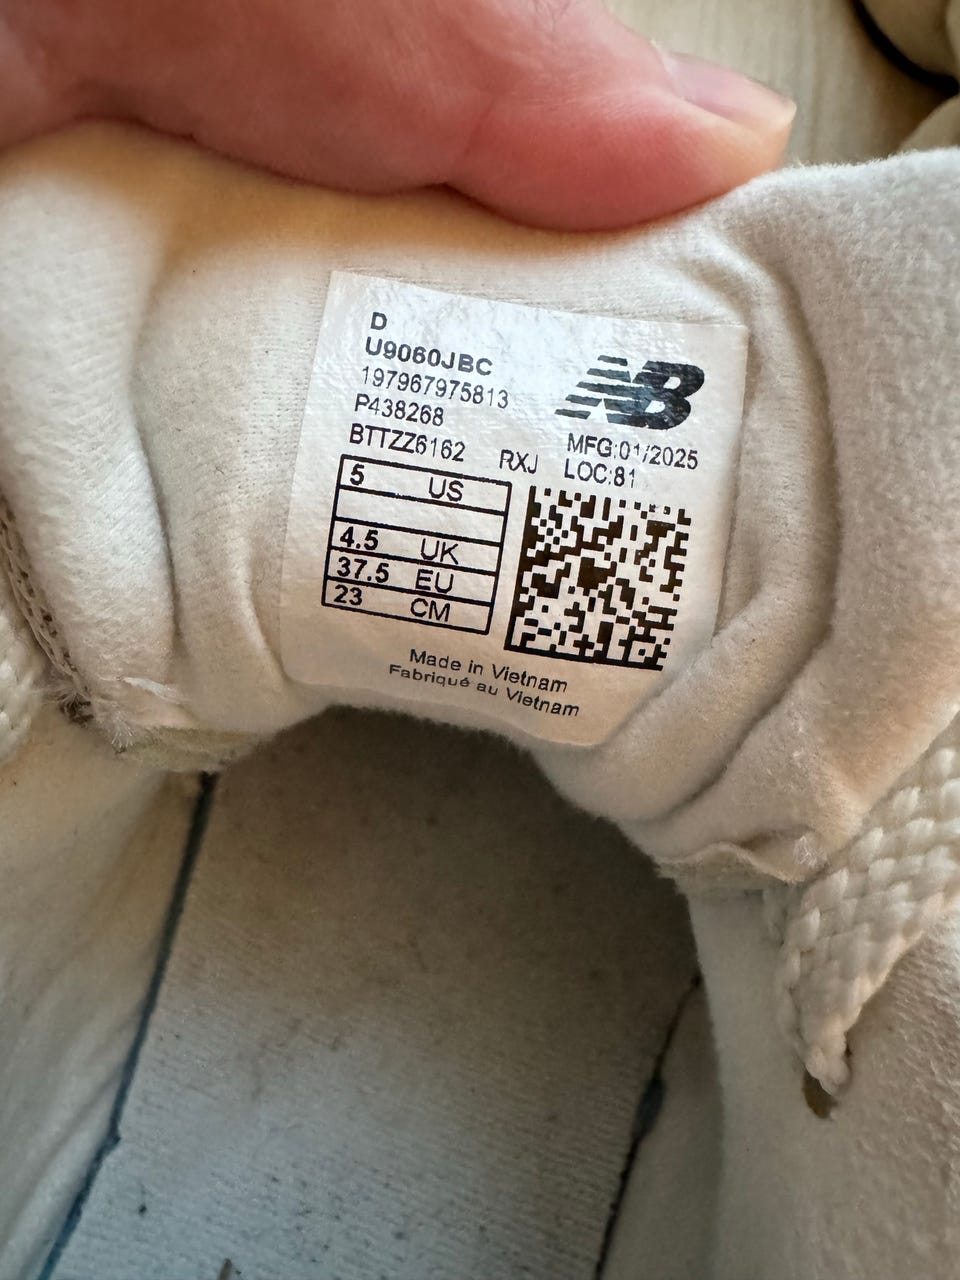 D
U9060JBC
197967975813
P438268
BTTZZ6162 RXJ
NB
MFG:01/2025
LOC:81
5 US
4.5 UK
37.5 EU
23 CM
Made in Vietnam
Fabriqué au Vietnam